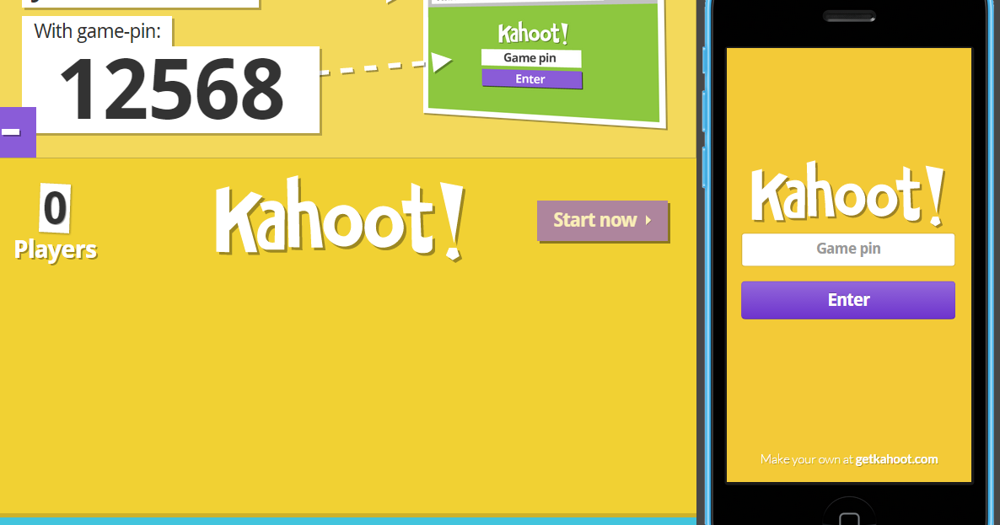 With game-pin:
12568
Kahoot!
Game pin
Enter
0
Players
Kahoot!
Start now
Kahoot!
Game pin
Enter
Make your own at getkahoot.com